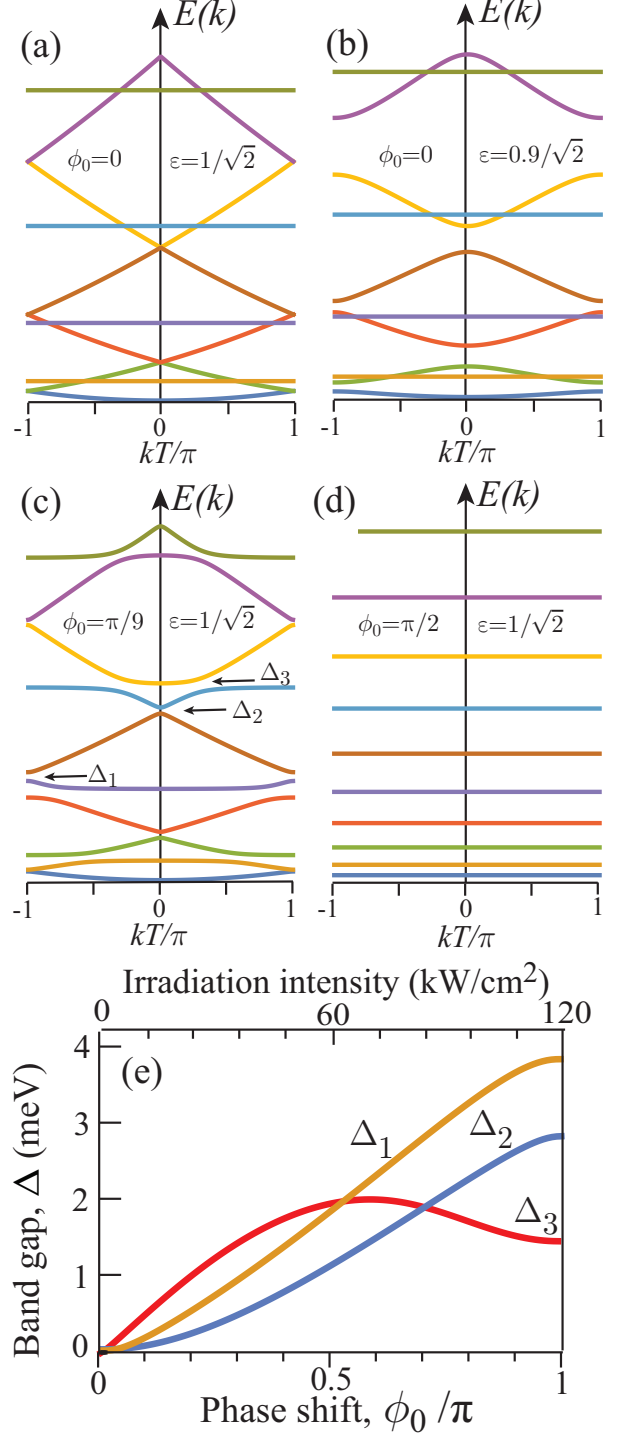 (a) E(k)
ϕ₀=0 ε=1/√2
-1 0 1
kT/π
(b) E(k)
ϕ₀=0 ε=0.9/√2
-1 0 1
kT/π
(c) E(k)
ϕ₀=π/9 ε=1/√2
Δ₃
Δ₂
Δ₁
-1 0 1
kT/π
(d) E(k)
ϕ₀=π/2 ε=1/√2
-1 0 1
kT/π
Irradiation intensity (kW/cm²)
0 60 120
(e)
Band gap, Δ (meV)
4
3
2
1
0
Δ₁ Δ₂
Δ₃
0 0.5 1
Phase shift, ϕ₀ /π